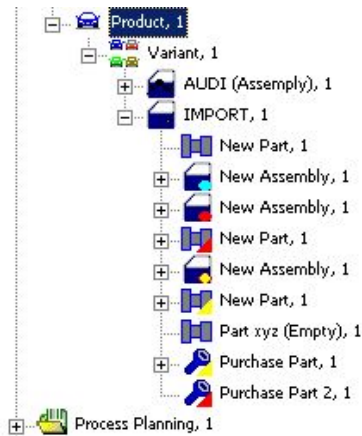 Product, 1
Variant, 1
AUDI (Assemply), 1
IMPORT, 1
New Part, 1
New Assembly, 1
New Assembly, 1
New Part, 1
New Assembly, 1
New Part, 1
Part xyz (Empty), 1
Purchase Part, 1
Purchase Part 2, 1
Process Planning, 1